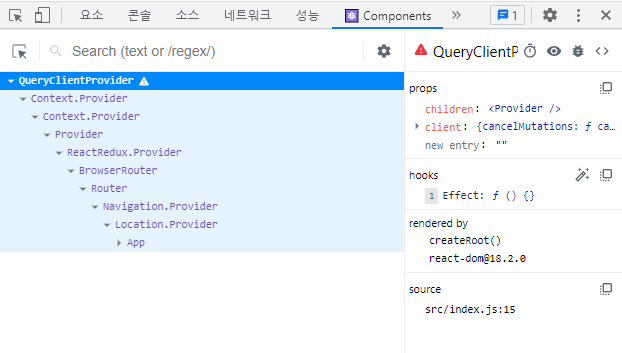 요소 콘솔 소스 네트워크 성능 Components 1
Search (text or /regex/)
QueryClientProvider
Context.Provider
Context.Provider
Provider
ReactRedux.Provider
BrowserRouter
Router
Navigation.Provider
Location.Provider
App
QueryClientP
props
children: <Provider />
client: {cancelMutations: ƒ ca…
new entry: ""
hooks
1 Effect: ƒ () {}
rendered by
createRoot()
react-dom@18.2.0
source
src/index.js:15